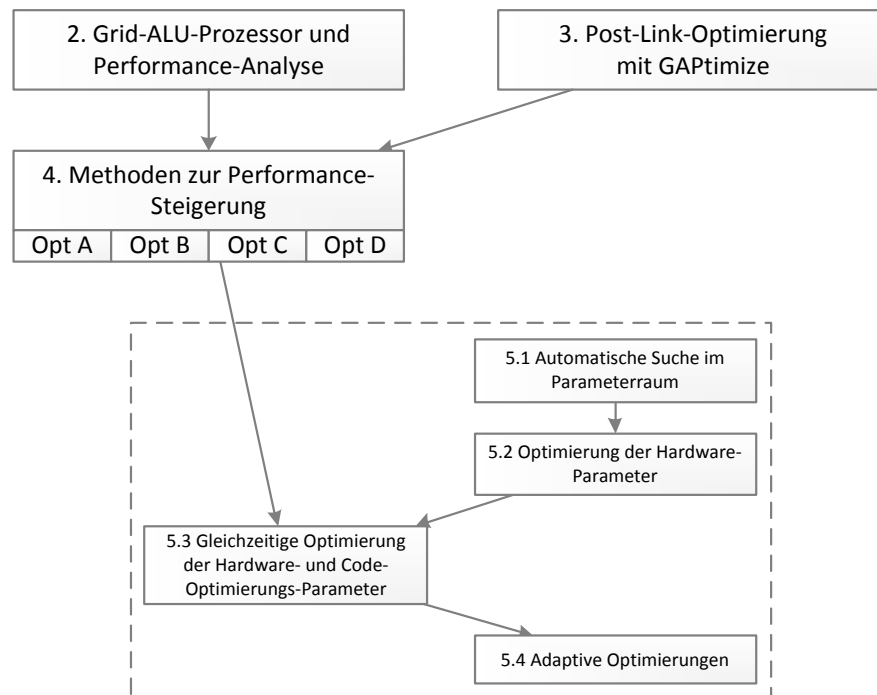 2. Grid-ALU-Prozessor und
Performance-Analyse
3. Post-Link-Optimierung
mit GAPtimize
4. Methoden zur Performance-
Steigerung
Opt A
Opt B
Opt C
Opt D
5.1 Automatische Suche im
Parameterraum
5.2 Optimierung der Hardware-
Parameter
5.3 Gleichzeitige Optimierung
der Hardware- und Code-
Optimierungs-Parameter
5.4 Adaptive Optimierungen